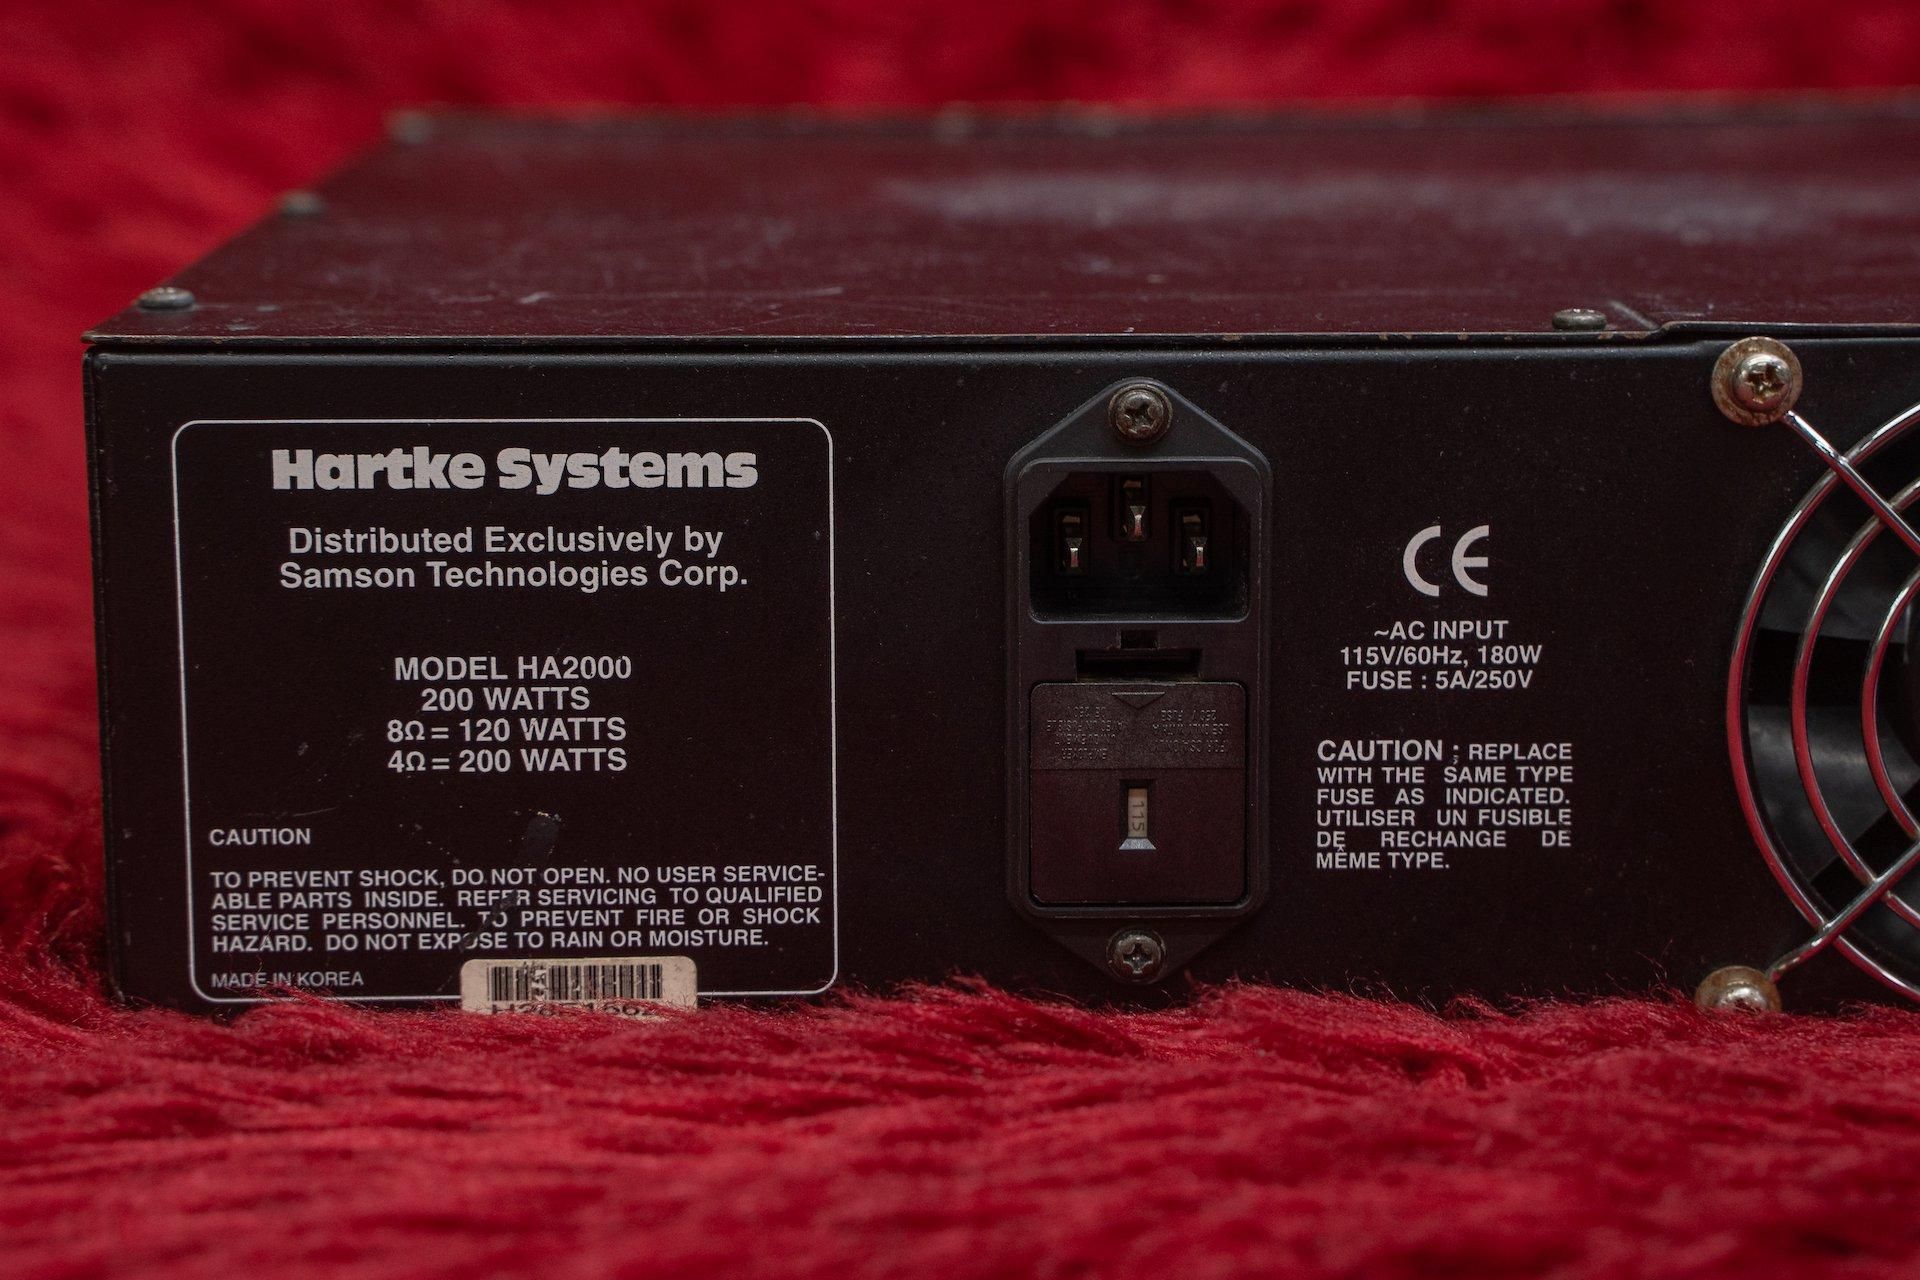 Hartke Systems
Distributed Exclusively by
Samson Technologies Corp.
MODEL HA2000
200 WATTS
8Ω = 120 WATTS
4Ω = 200 WATTS
CAUTION
TO PREVENT SHOCK, DO NOT OPEN. NO USER SERVICE-
ABLE PARTS INSIDE. REFER SERVICING TO QUALIFIED
SERVICE PERSONNEL. TO PREVENT FIRE OR SHOCK
HAZARD. DO NOT EXPOSE TO RAIN OR MOISTURE.
MADE IN KOREA
115
CE
~AC INPUT
115V/60Hz, 180W
FUSE : 5A/250V
CAUTION ; REPLACE
WITH THE SAME TYPE
FUSE AS INDICATED.
UTILISER UN FUSIBLE
DE RECHANGE DE
MÊME TYPE.